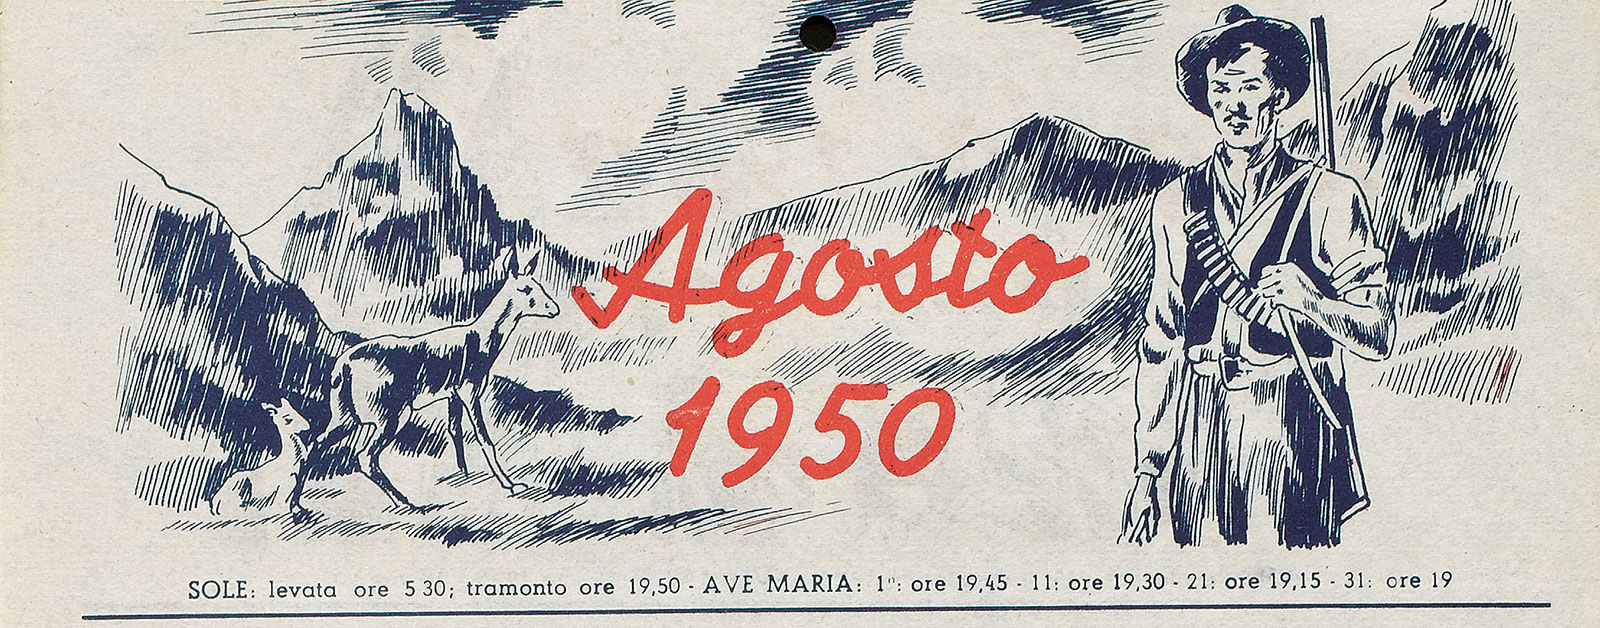 Agosto
1950
SOLE: levata ore 5 30; tramonto ore 19,50 - AVE MARIA: 1°: ore 19,45 - 11: ore 19,30 - 21: ore 19,15 - 31: ore 19